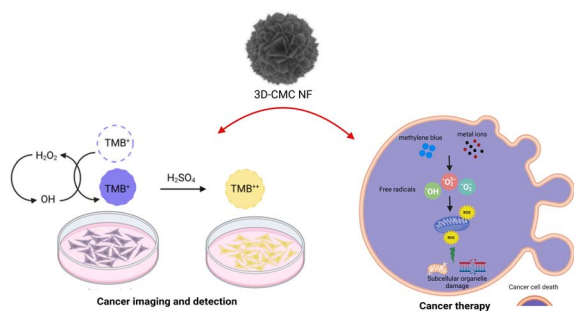 3D-CMC NF
TMB⁺
H₂O₂
OH
TMB⁺
H₂SO₄
TMB⁺⁺
Cancer imaging and detection
methylene blue
metal ions
Free radicals
˙OH
˙O₂²⁻
˙O₂⁻
ROS
ROS
Subcellular organelle
damage
Cancer cell death
Cancer therapy